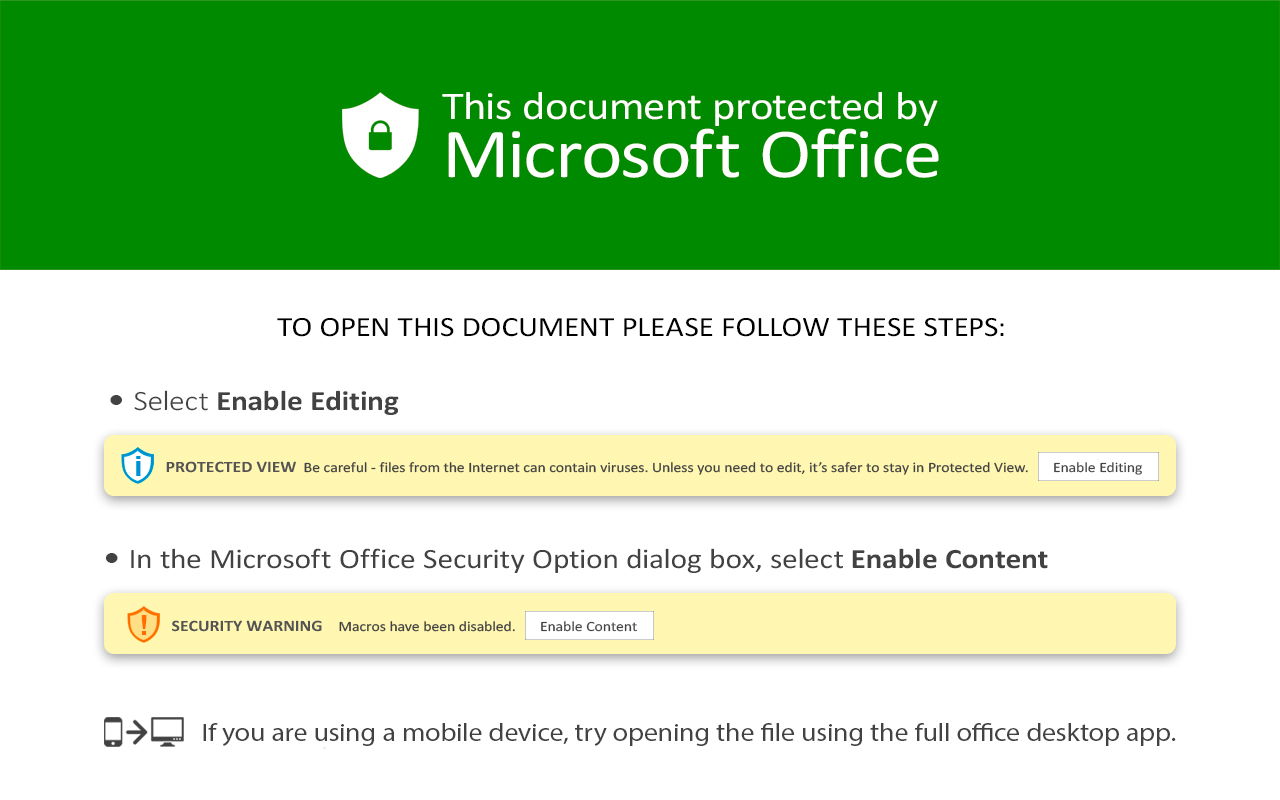 This document protected by
Microsoft Office
TO OPEN THIS DOCUMENT PLEASE FOLLOW THESE STEPS:
• Select Enable Editing
PROTECTED VIEW Be careful - files from the Internet can contain viruses. Unless you need to edit, it’s safer to stay in Protected View. Enable Editing
• In the Microsoft Office Security Option dialog box, select Enable Content
SECURITY WARNING Macros have been disabled. Enable Content
If you are using a mobile device, try opening the file using the full office desktop app.